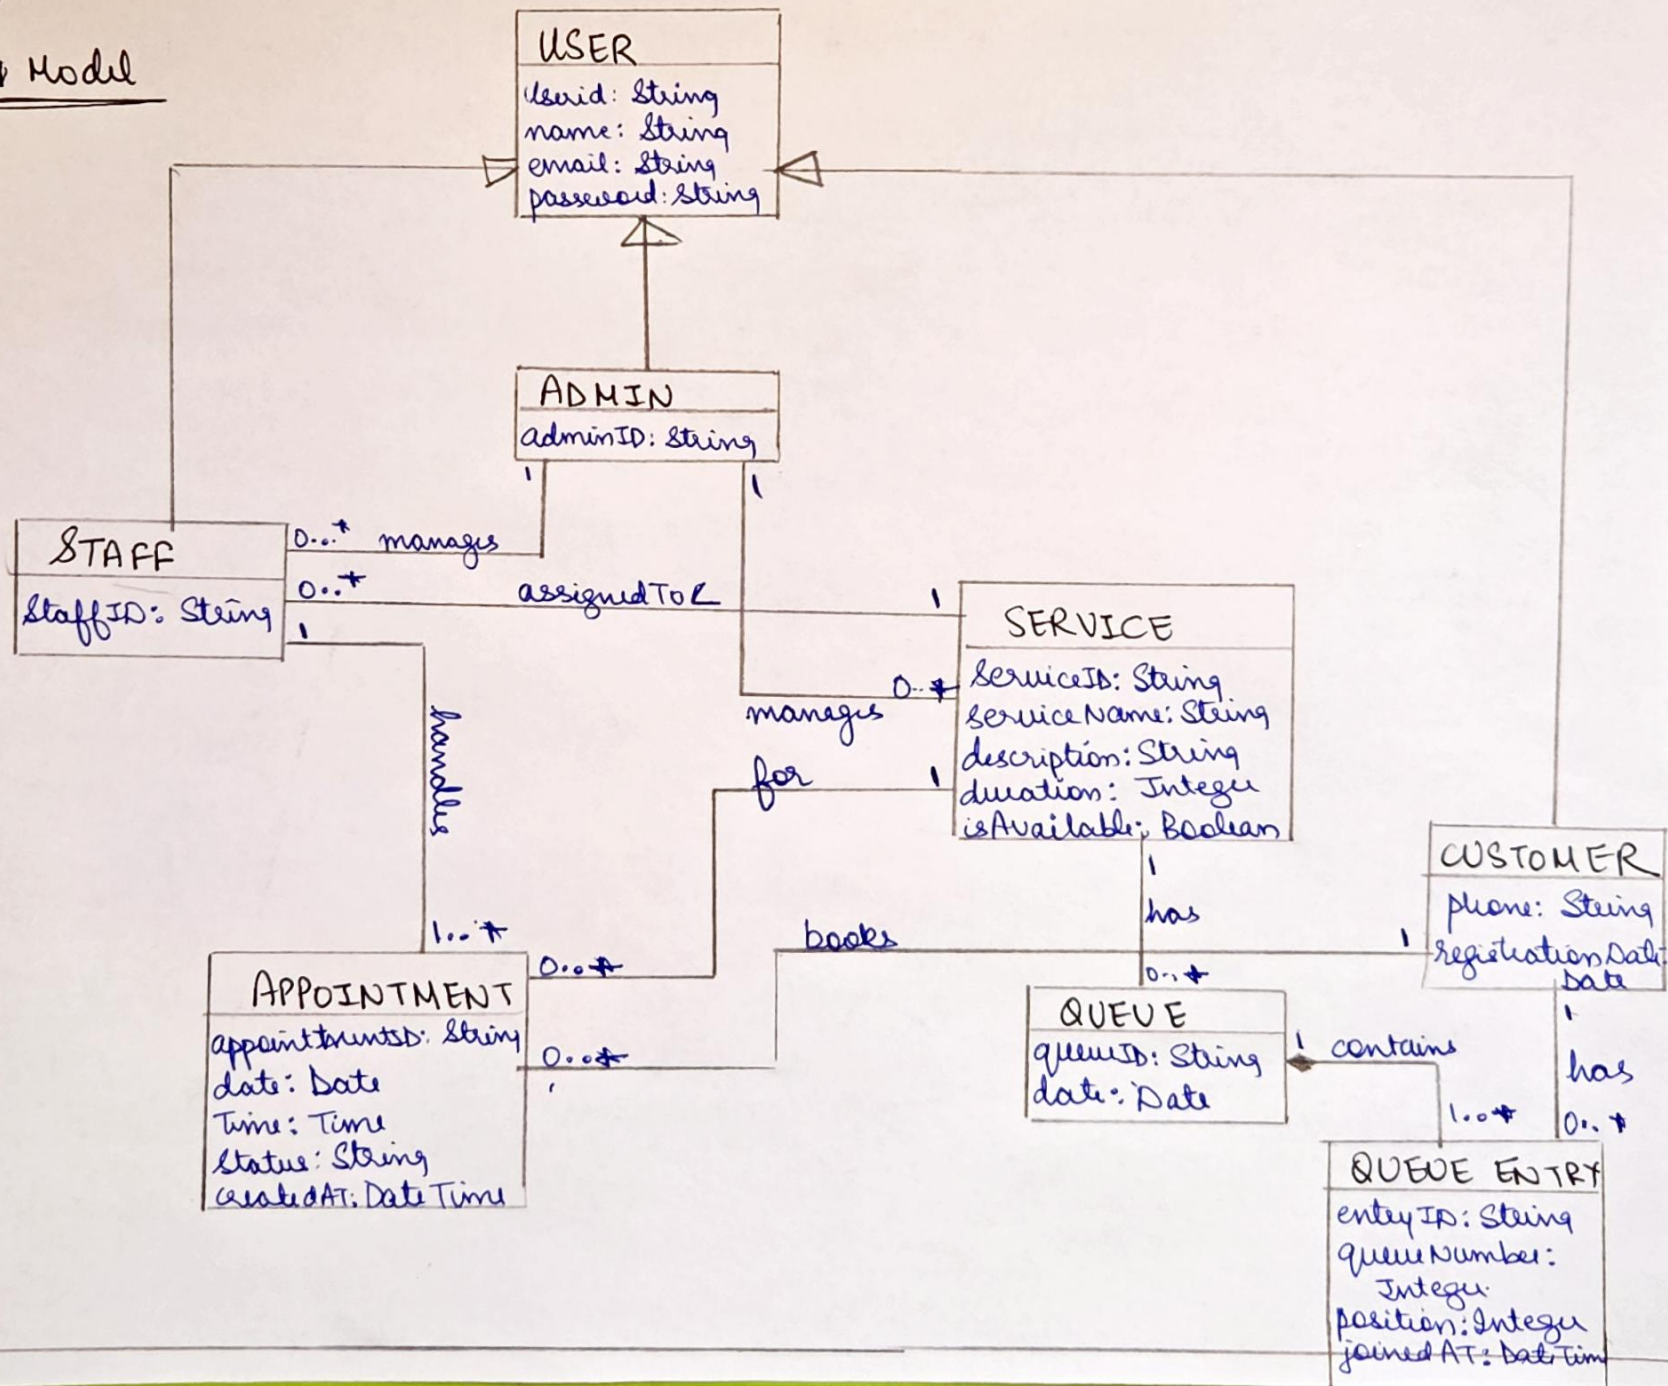 Model
USER
Userid: String
name: String
email: String
password: String
ADMIN
adminID: String
1
1
STAFF
StaffID: String
0...*
manages
0..*
assignedTo
1
1
SERVICE
ServiceID: String
serviceName: String
description: String
duration: Integer
isAvailable: Boolean
0..*
manages
handles
for
1
1
has
0..*
CUSTOMER
phone: String
registrationDate:
Date
1..*
0..*
books
1
APPOINTMENT
appointmentID: String
date: Date
Time: Time
Status: String
createdAT: DateTime
0...*
QUEUE
queueID: String
date: Date
1
contains
1..*
1
has
0..*
QUEUE ENTRY
entryID: String
queueNumber:
Integer
position: Integer
joinedAT: DateTime